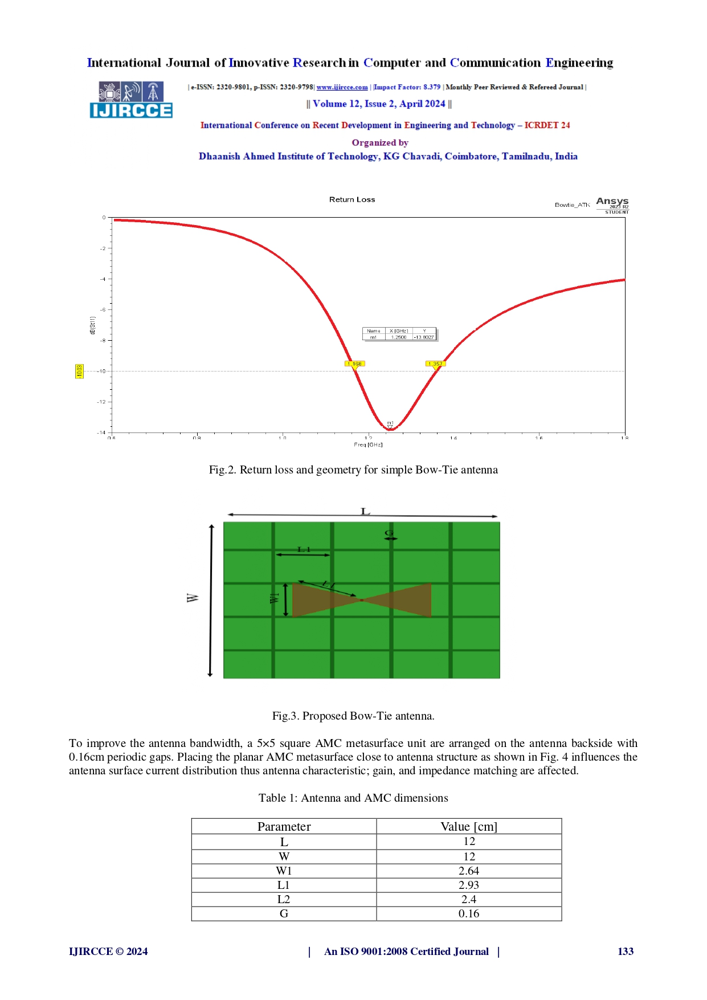 International Journal of Innovative Research in Computer and Communication Engineering
| e-ISSN: 2320-9801, p-ISSN: 2320-9798| www.ijircce.com | |Impact Factor: 8.379 | Monthly Peer Reviewed & Refereed Journal |
IJIRCCE
|| Volume 12, Issue 2, April 2024 ||
International Conference on Recent Development in Engineering and Technology – ICRDET 24
Organized by
Dhaanish Ahmed Institute of Technology, KG Chavadi, Coimbatore, Tamilnadu, India
Return Loss
Bowtie_ATK
Ansys
2023 R2
STUDENT
0
-2
-4
-6
dB(St11)
Name X [GHz] Y
m1 1.2500 -13.8027
-8
1.168 1.357
-10.03
-10
-12
m1
-14
0.6 0.8 1.0 1.2 1.4 1.6 1.8
Freq [GHz]
Fig.2. Return loss and geometry for simple Bow-Tie antenna
L
G
L1
L1
W1
W
Fig.3. Proposed Bow-Tie antenna.
To improve the antenna bandwidth, a 5×5 square AMC metasurface unit are arranged on the antenna backside with
0.16cm periodic gaps. Placing the planar AMC metasurface close to antenna structure as shown in Fig. 4 influences the
antenna surface current distribution thus antenna characteristic; gain, and impedance matching are affected.
Table 1: Antenna and AMC dimensions
Parameter Value [cm]
L 12
W 12
W1 2.64
L1 2.93
L2 2.4
G 0.16
IJIRCCE © 2024 | An ISO 9001:2008 Certified Journal | 133